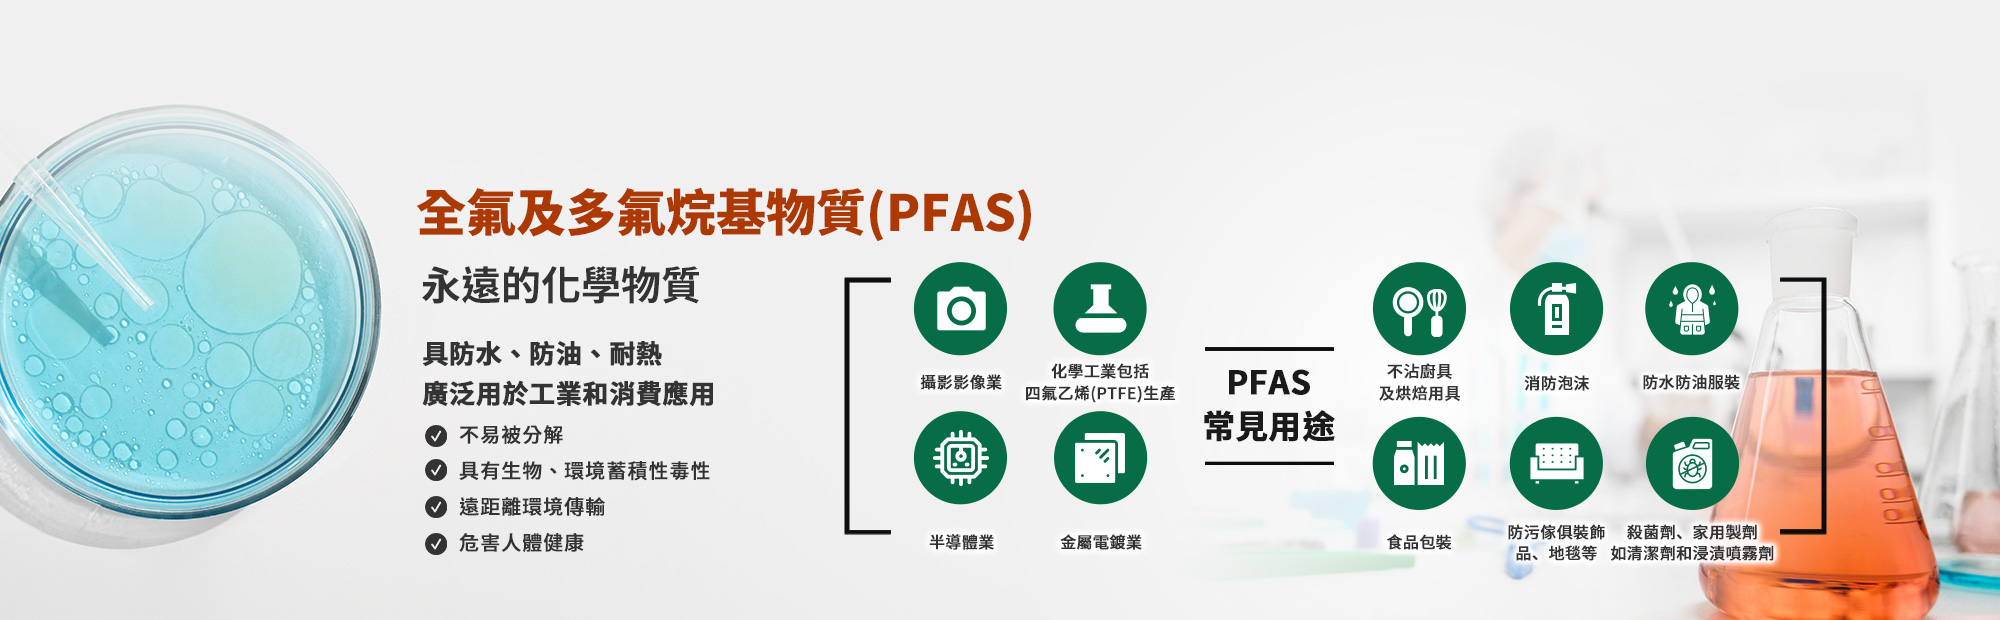 全氟及多氟烷基物質(PFAS)
永遠的化學物質
具防水、防油、耐熱
廣泛用於工業和消費應用
不易被分解
具有生物、環境蓄積性毒性
遠距離環境傳輸
危害人體健康
攝影影像業
化學工業包括
四氟乙烯(PTFE)生產
半導體業
金屬電鍍業
PFAS
常見用途
不沾廚具
及烘焙用具
消防泡沫
防水防油服裝
食品包裝
防污傢俱裝飾
品、地毯等
殺菌劑、家用製劑
如清潔劑和浸漬噴霧劑